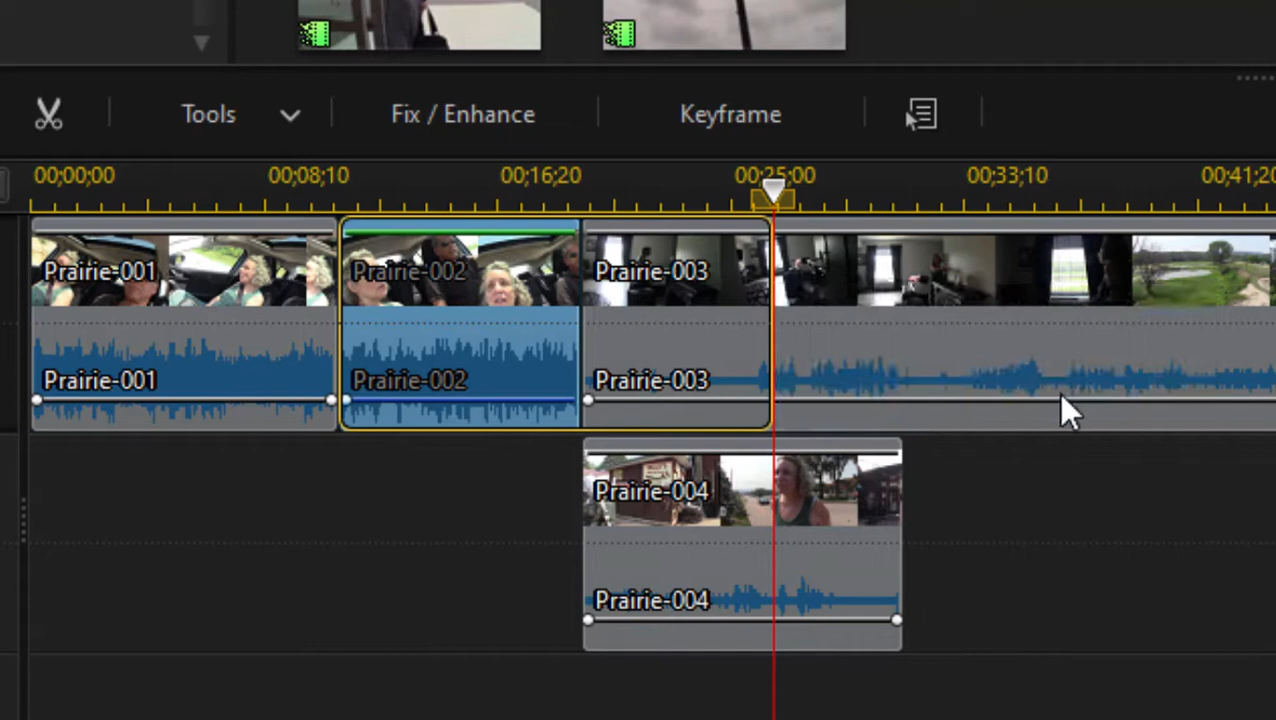 Tools Fix / Enhance Keyframe
00;00;00 00;08;10 00;16;20 00;25;00 00;33;10 00;41;20
Prairie-001 Prairie-002 Prairie-003
Prairie-001 Prairie-002 Prairie-003
Prairie-004
Prairie-004